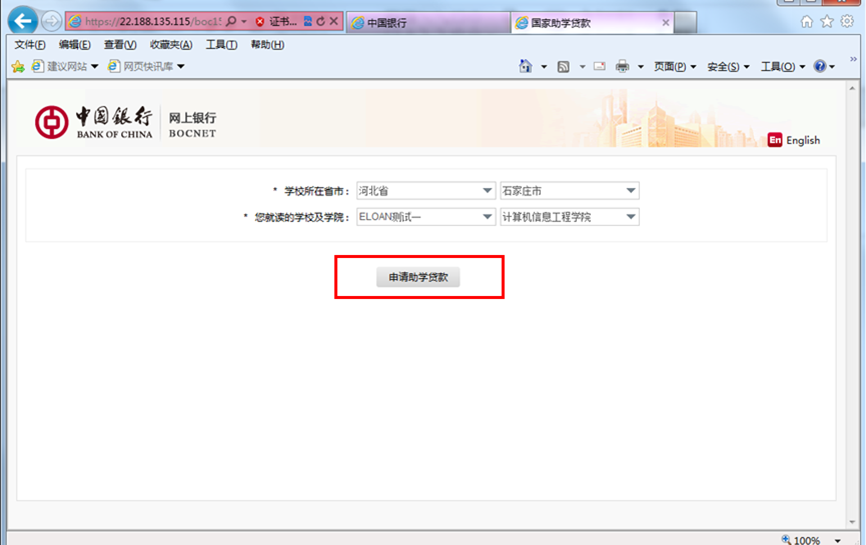 https://22.188.135.115/boc15 证书... 中国银行 国家助学贷款
文件(F) 编辑(E) 查看(V) 收藏夹(A) 工具(T) 帮助(H)
建议网站 网页快讯库 页面(P) 安全(S) 工具(O)
中国银行 网上银行
BANK OF CHINA BOCNET
En English
* 学校所在省市： 河北省 石家庄市
* 您就读的学校及学院： ELOAN测试一 计算机信息工程学院
申请助学贷款
100%